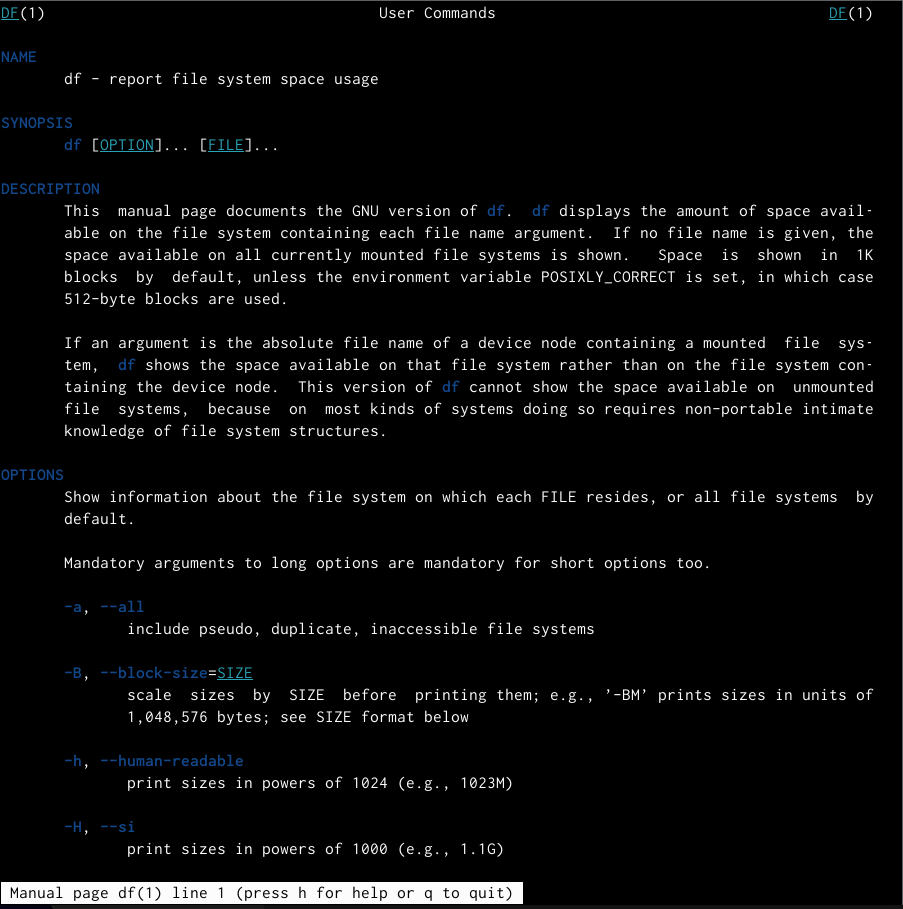 DF(1) User Commands DF(1)
NAME
df - report file system space usage
SYNOPSIS
df [OPTION]... [FILE]...
DESCRIPTION
This  manual page documents the GNU version of df.  df displays the amount of space avail-
able on the file system containing each file name argument.  If no file name is given, the
space available on all currently mounted file systems is shown.   Space  is  shown  in  1K
blocks  by  default, unless the environment variable POSIXLY_CORRECT is set, in which case
512-byte blocks are used.
If an argument is the absolute file name of a device node containing a mounted  file  sys-
tem,  df shows the space available on that file system rather than on the file system con-
taining the device node.  This version of df cannot show the space available on  unmounted
file  systems,  because  on  most kinds of systems doing so requires non-portable intimate
knowledge of file system structures.
OPTIONS
Show information about the file system on which each FILE resides, or all file systems  by
default.
Mandatory arguments to long options are mandatory for short options too.
-a, --all
include pseudo, duplicate, inaccessible file systems
-B, --block-size=SIZE
scale  sizes  by  SIZE  before  printing them; e.g., ’-BM’ prints sizes in units of
1,048,576 bytes; see SIZE format below
-h, --human-readable
print sizes in powers of 1024 (e.g., 1023M)
-H, --si
print sizes in powers of 1000 (e.g., 1.1G)
Manual page df(1) line 1 (press h for help or q to quit)